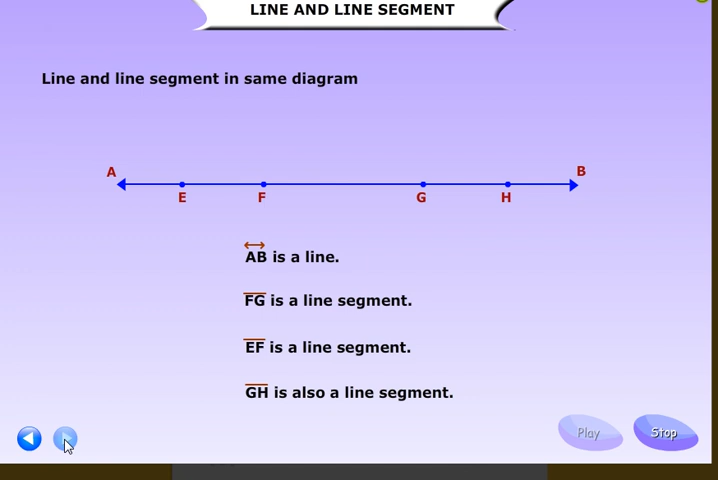 LINE AND LINE SEGMENT
Line and line segment in same diagram
A B
E F G H
AB is a line.
FG is a line segment.
EF is a line segment.
GH is also a line segment.
Play Stop